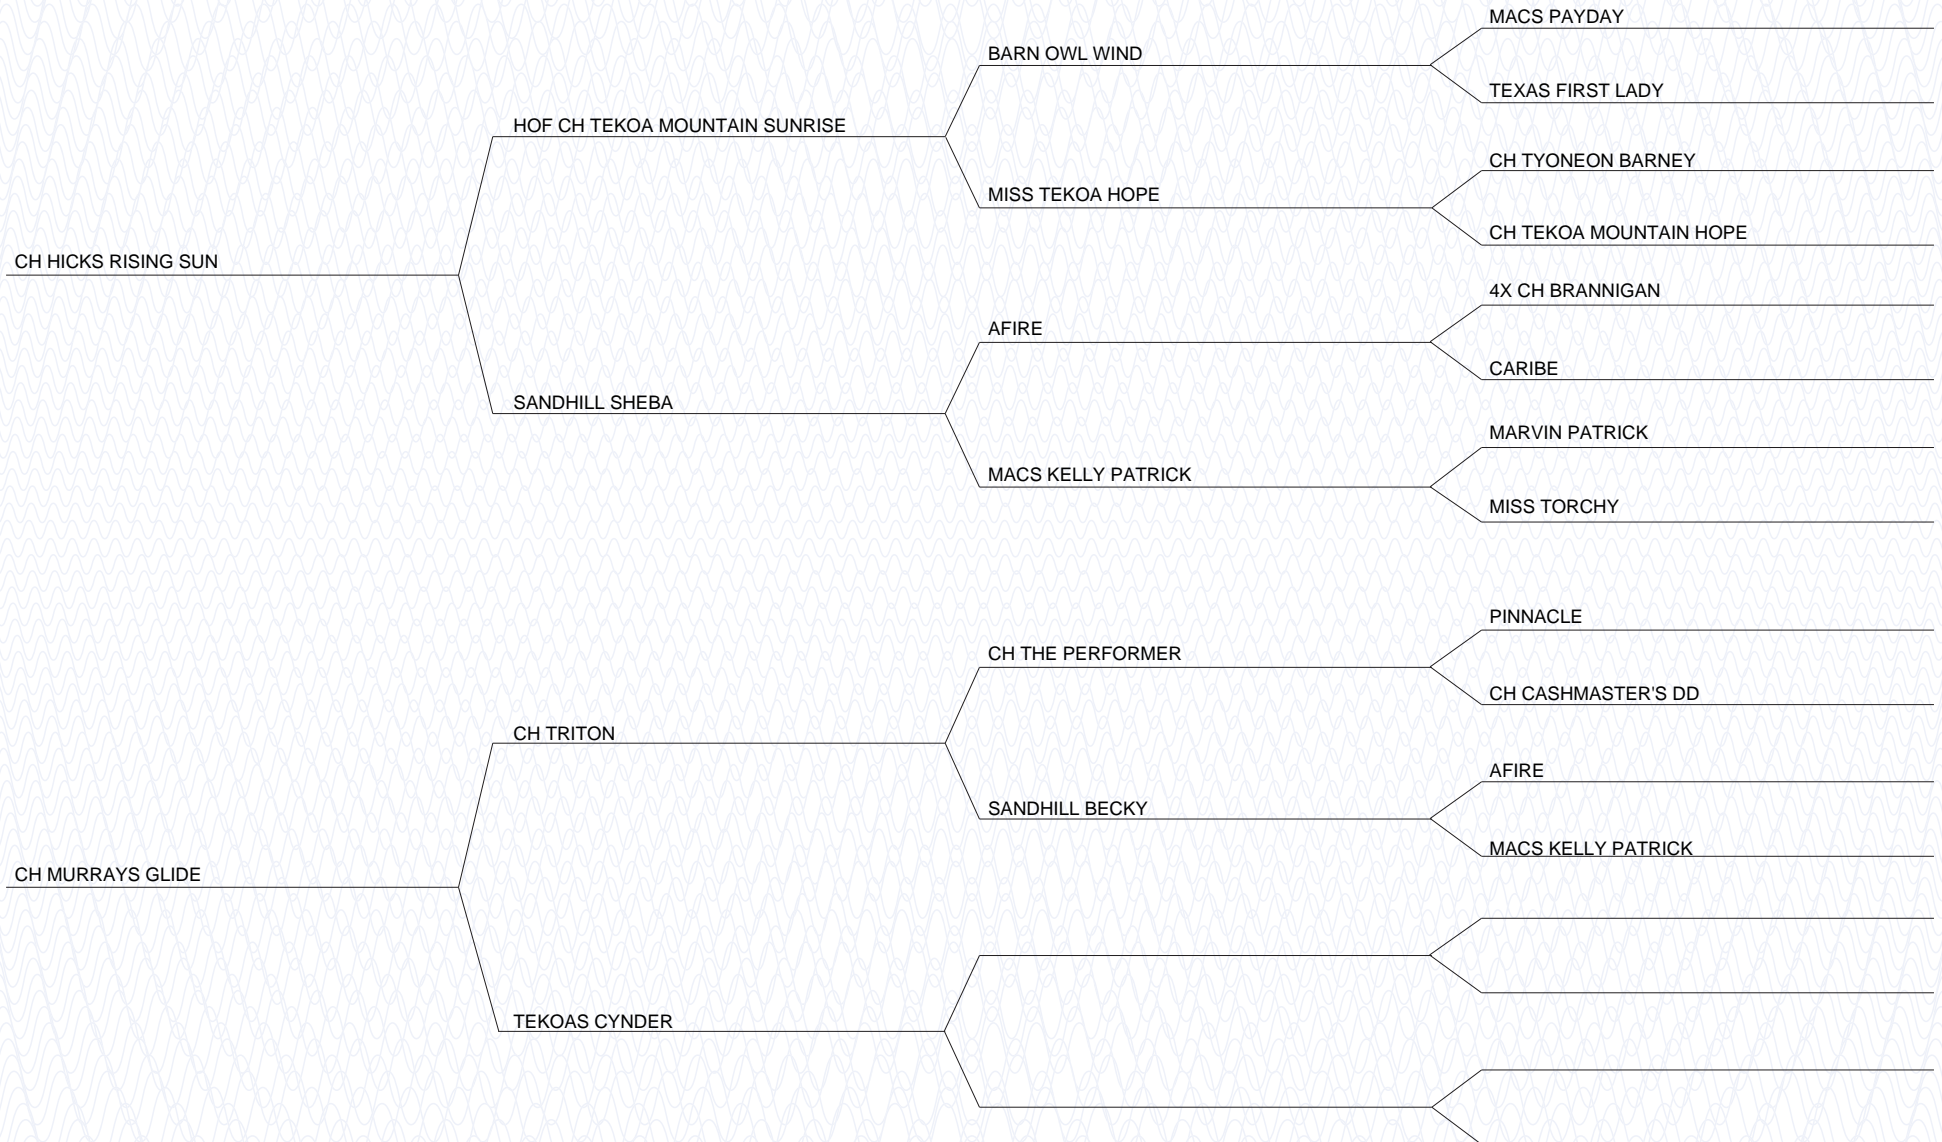 MACS PAYDAY
BARN OWL WIND
TEXAS FIRST LADY
HOF CH TEKOA MOUNTAIN SUNRISE
CH TYONEON BARNEY
MISS TEKOA HOPE
CH TEKOA MOUNTAIN HOPE
CH HICKS RISING SUN
4X CH BRANNIGAN
AFIRE
CARIBE
SANDHILL SHEBA
MARVIN PATRICK
MACS KELLY PATRICK
MISS TORCHY
PINNACLE
CH THE PERFORMER
CH CASHMASTER'S DD
CH TRITON
AFIRE
SANDHILL BECKY
MACS KELLY PATRICK
CH MURRAYS GLIDE
TEKOAS CYNDER